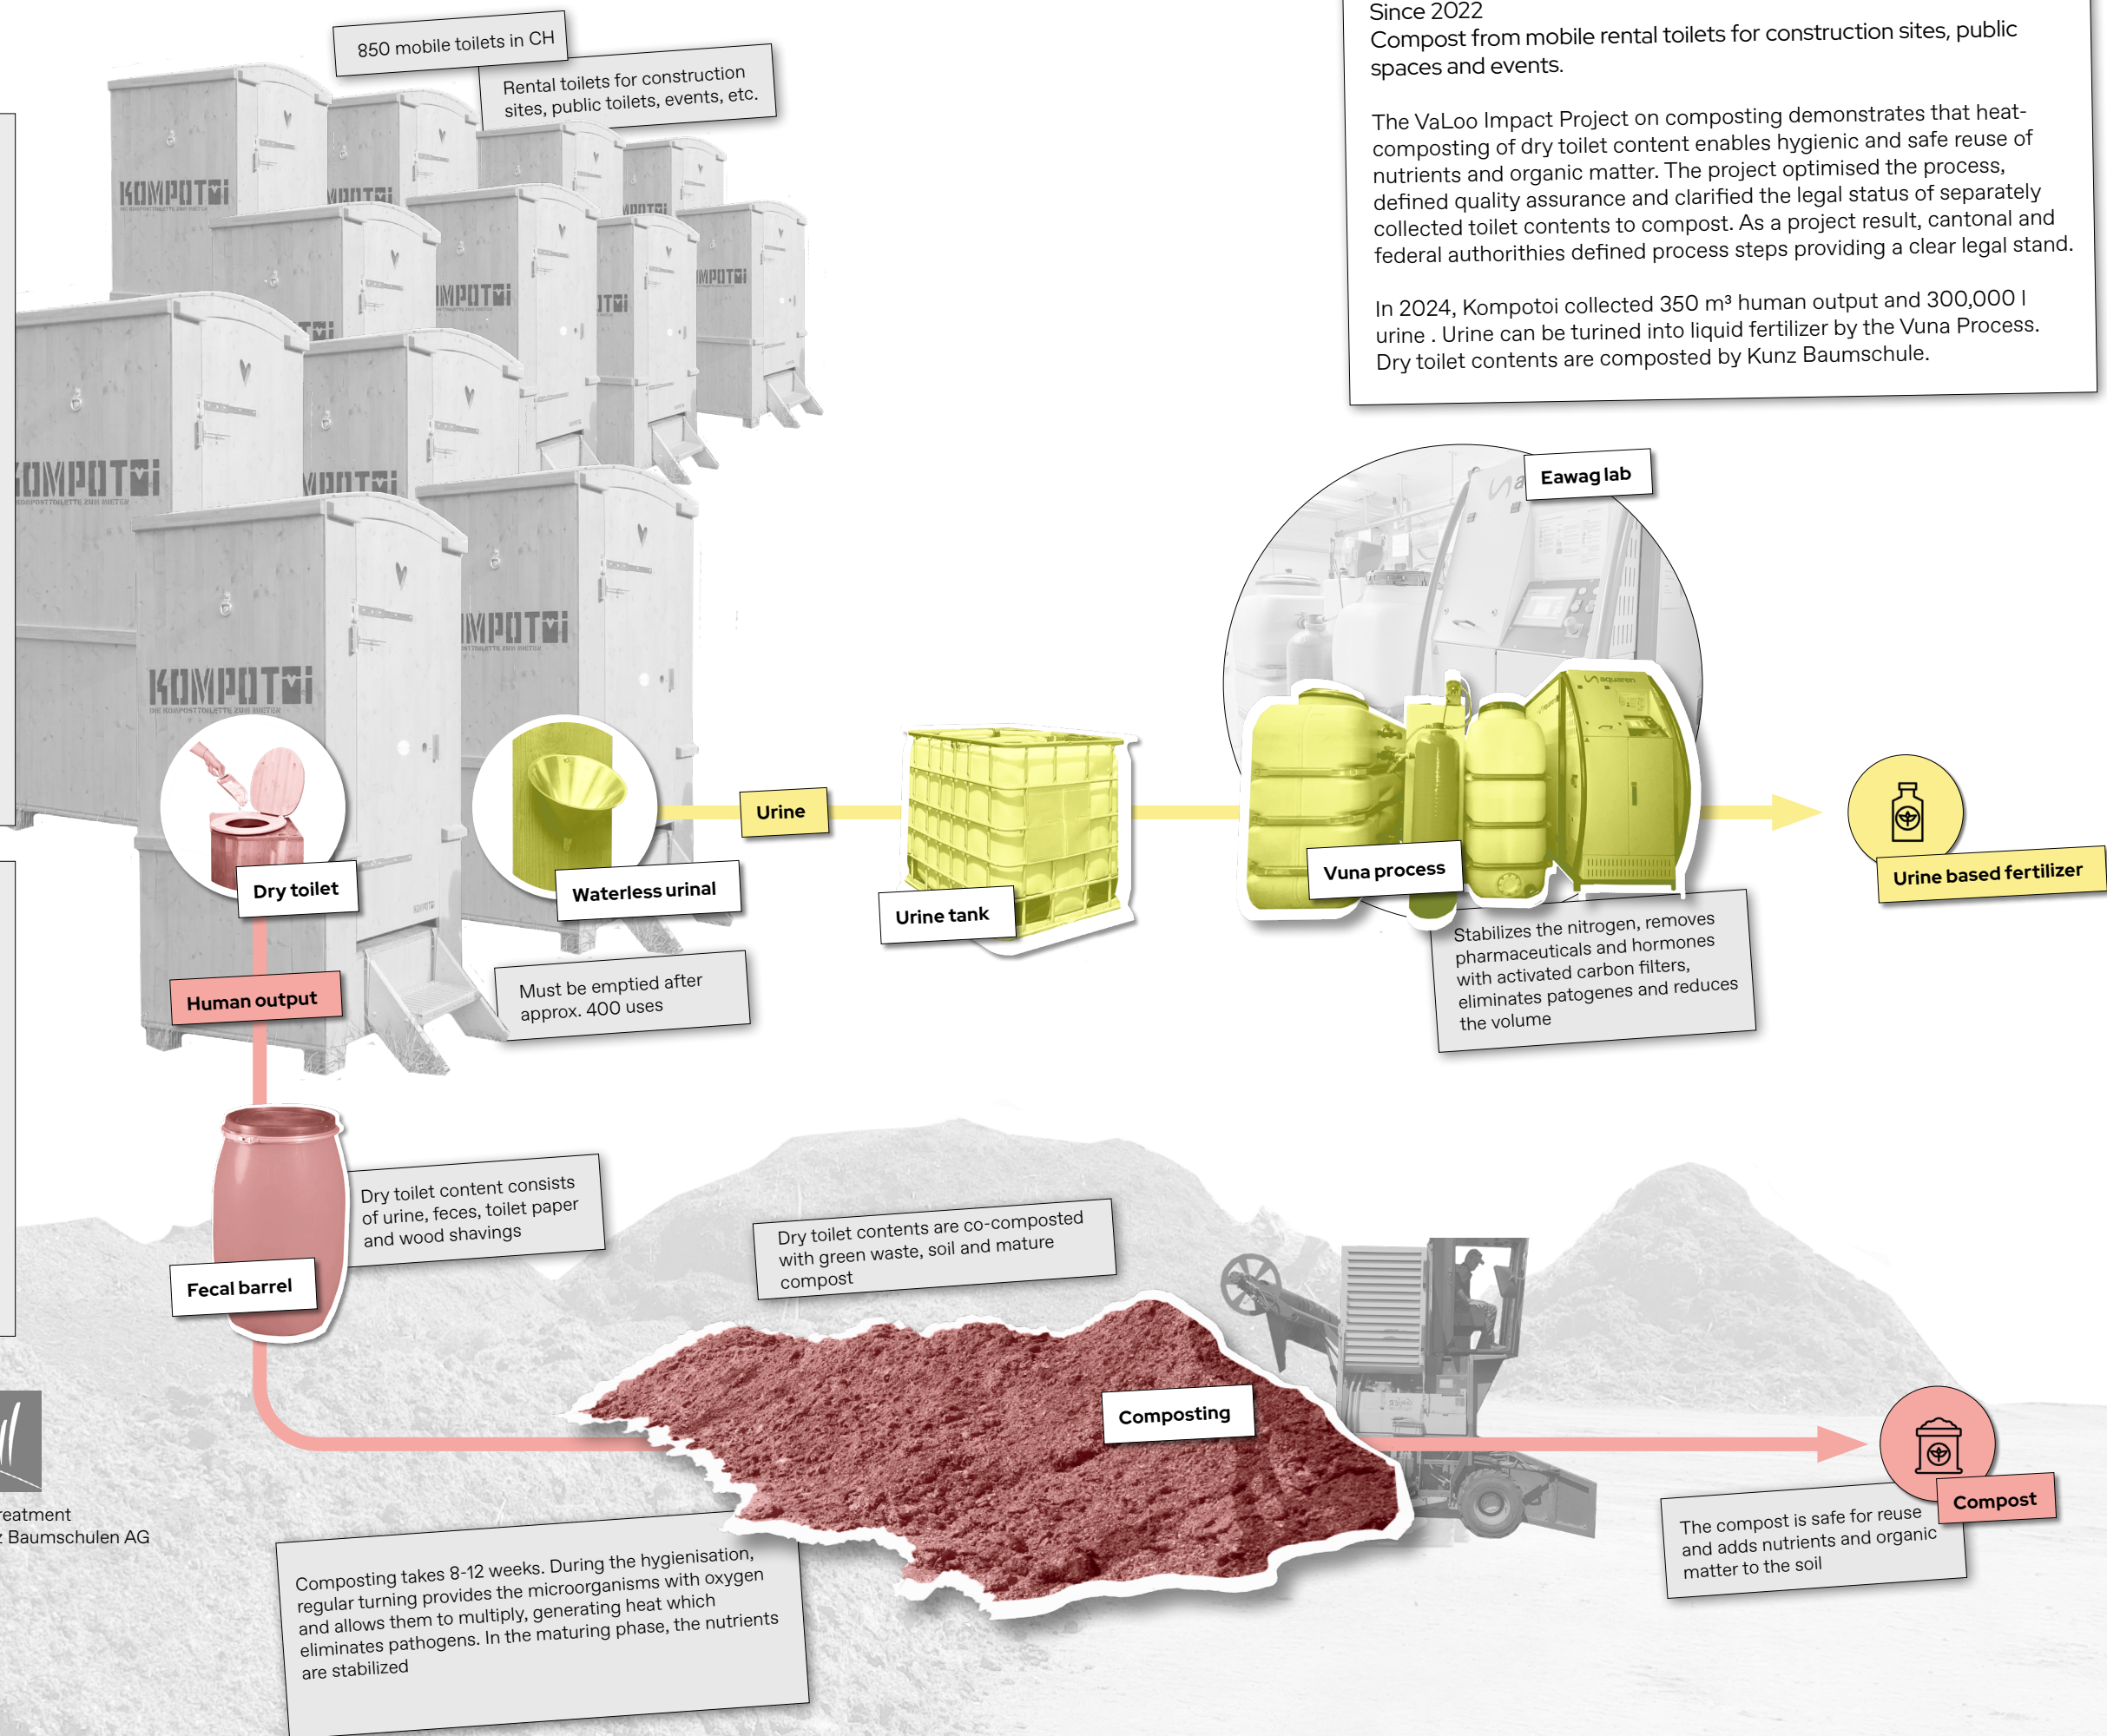 850 mobile toilets in CH
Rental toilets for construction
sites, public toilets, events, etc.
Since 2022
Compost from mobile rental toilets for construction sites, public
spaces and events.
The VaLoo Impact Project on composting demonstrates that heat-
composting of dry toilet content enables hygienic and safe reuse of
nutrients and organic matter. The project optimised the process,
defined quality assurance and clarified the legal status of separately
collected toilet contents to compost. As a project result, cantonal and
federal authorithies defined process steps providing a clear legal stand.
In 2024, Kompotoi collected 350 m³ human output and 300,000 l
urine . Urine can be turined into liquid fertilizer by the Vuna Process.
Dry toilet contents are composted by Kunz Baumschule.
KOMPOTOi
KOMPOTOi
DIE KOMPOSTTOILETTE ZUM MIETEN
Eawag lab
aquaren
Dry toilet
Waterless urinal
Urine
Urine tank
Vuna process
Urine based fertilizer
Human output
Must be emptied after
approx. 400 uses
Stabilizes the nitrogen, removes
pharmaceuticals and hormones
with activated carbon filters,
eliminates patogenes and reduces
the volume
Fecal barrel
Dry toilet content consists
of urine, feces, toilet paper
and wood shavings
Dry toilet contents are co-composted
with green waste, soil and mature
compost
Composting
Compost
The compost is safe for reuse
and adds nutrients and organic
matter to the soil
Baumschulen AG
Composting takes 8-12 weeks. During the hygienisation,
regular turning provides the microorganisms with oxygen
and allows them to multiply, generating heat which
eliminates pathogens. In the maturing phase, the nutrients
are stabilized